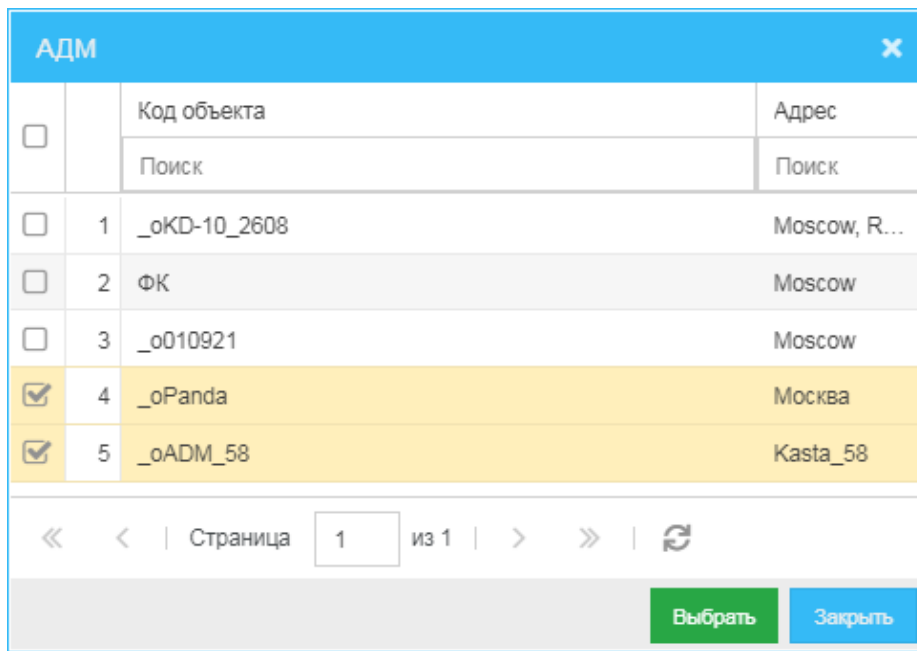 АДМ
Код объекта Адрес
Поиск Поиск
1 _oKD-10_2608 Moscow, R...
2 ФК Moscow
3 _o010921 Moscow
4 _oPanda Москва
5 _oADM_58 Kasta_58
Страница 1 из 1
Выбрать Закрыть